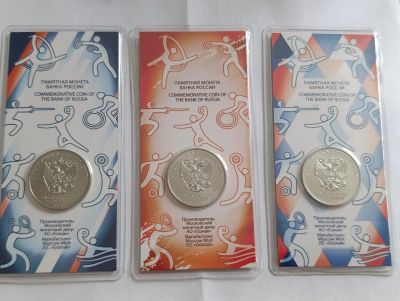 ПАМЯТНАЯ МОНЕТА
БАНКА РОССИИ
COMMEMORATIVE COIN OF
THE BANK OF RUSSIA
Производитель:
Московский
монетный двор
АО «Гознак»
Manufacturer:
Moscow Mint
JSC «Goznak»
ПАМЯТНАЯ МОНЕТА
БАНКА РОССИИ
COMMEMORATIVE COIN OF
THE BANK OF RUSSIA
Производитель:
Московский
монетный двор
АО «Гознак»
Manufacturer:
Moscow Mint
JSC «Goznak»
ПАМЯТНАЯ МОНЕТА
БАНКА РОССИИ
COMMEMORATIVE COIN OF
THE BANK OF RUSSIA
Производитель:
Московский
монетный двор
АО «Гознак»
Manufacturer:
Moscow Mint
JSC «Goznak»